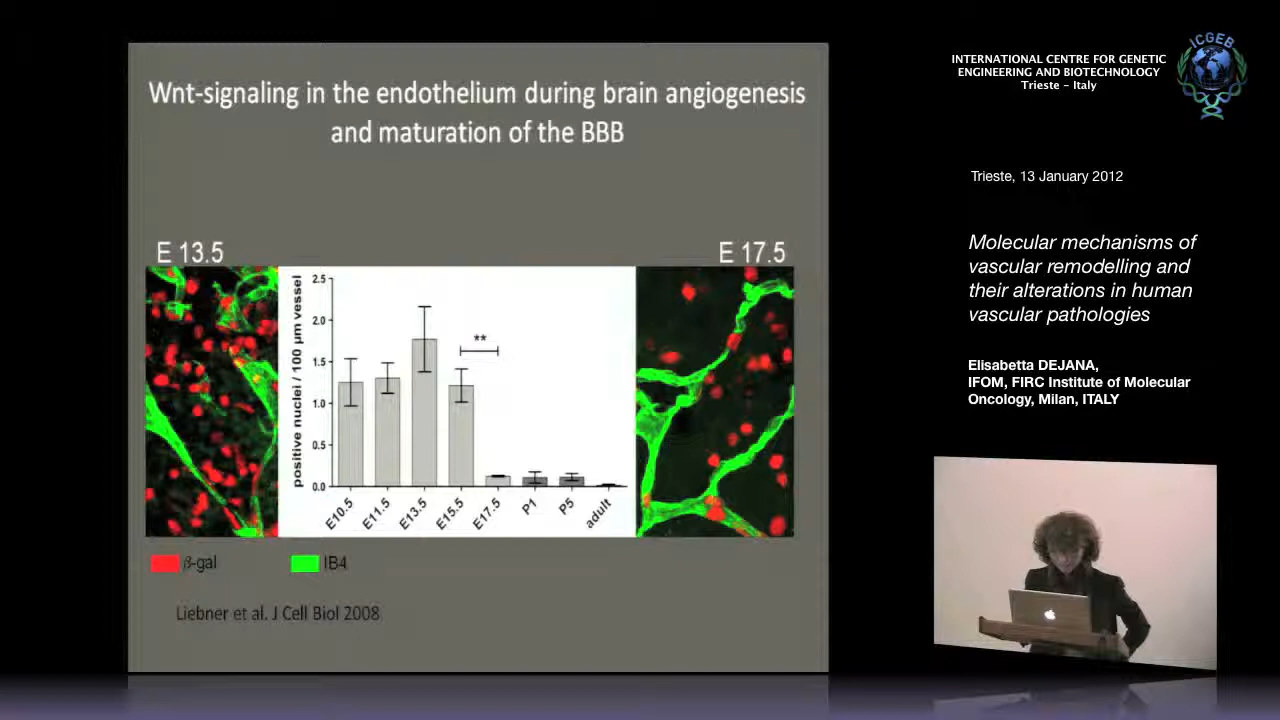 Wnt-signaling in the endothelium during brain angiogenesis
and maturation of the BBB
E 13.5
E 17.5
positive nuclei / 100 µm vessel
2.5
2.0
1.5
1.0
0.5
0.0
**
E10.5
E11.5
E13.5
E15.5
E17.5
P1
P5
adult
β-gal
IB4
Liebner et al. J Cell Biol 2008
INTERNATIONAL CENTRE FOR GENETIC
ENGINEERING AND BIOTECHNOLOGY
Trieste - Italy
ICGEB
Trieste, 13 January 2012
Molecular mechanisms of
vascular remodelling and
their alterations in human
vascular pathologies
Elisabetta DEJANA,
IFOM, FIRC Institute of Molecular
Oncology, Milan, ITALY